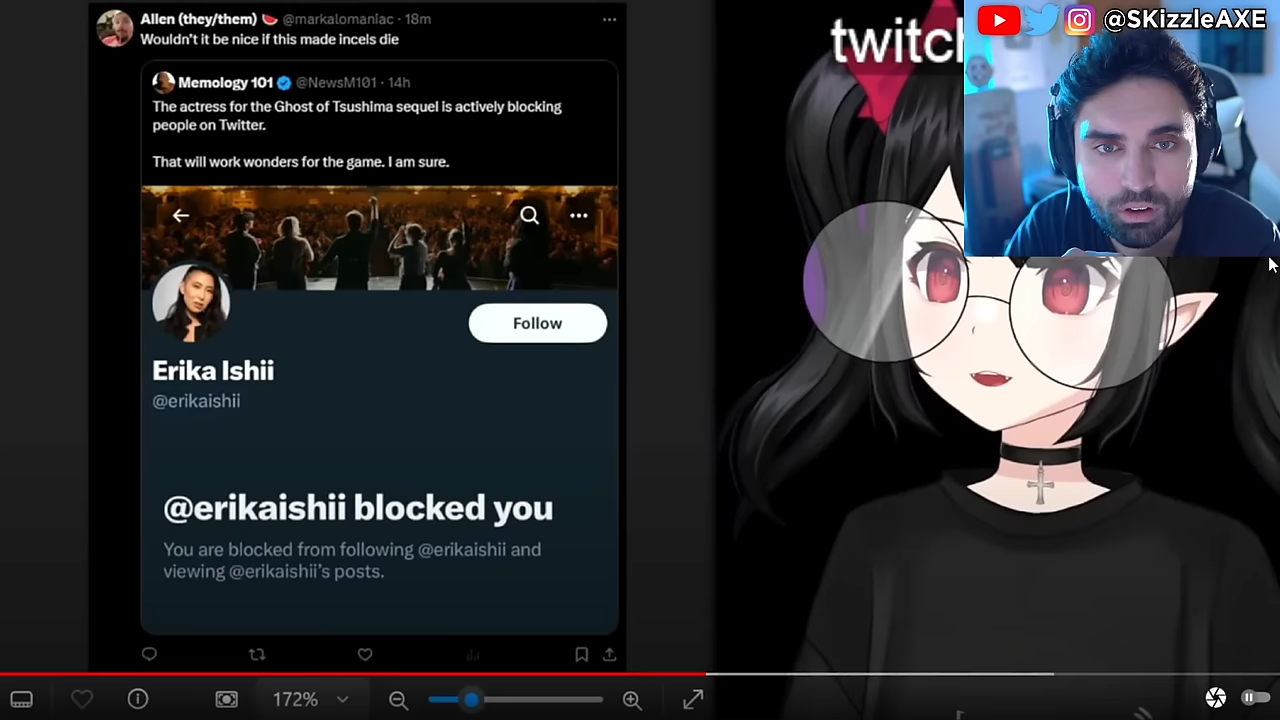 Allen (they/them) 🍉 @markalomaniac · 18m
Wouldn't it be nice if this made incels die
Memology 101 @NewsM101 · 14h
The actress for the Ghost of Tsushima sequel is actively blocking
people on Twitter.
That will work wonders for the game. I am sure.
Follow
Erika Ishii
@erikaishii
@erikaishii blocked you
You are blocked from following @erikaishii and
viewing @erikaishii's posts.
twitch
@SKizzleAXE
172%